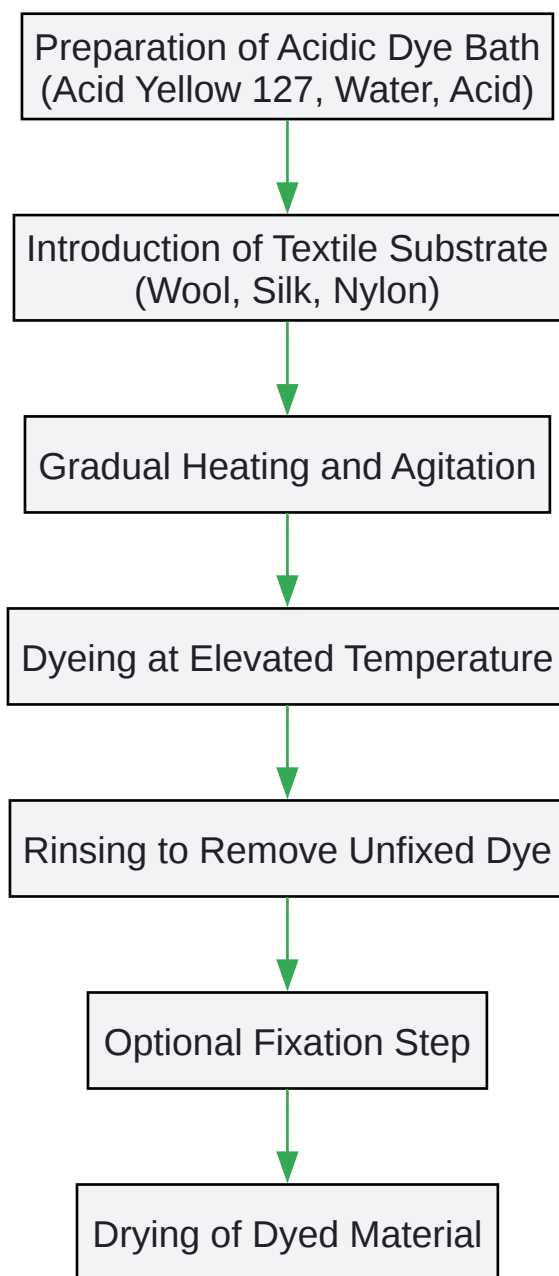 Preparation of Acidic Dye Bath
(Acid Yellow 127, Water, Acid)
Introduction of Textile Substrate
(Wool, Silk, Nylon)
Gradual Heating and Agitation
Dyeing at Elevated Temperature
Rinsing to Remove Unfixed Dye
Optional Fixation Step
Drying of Dyed Material